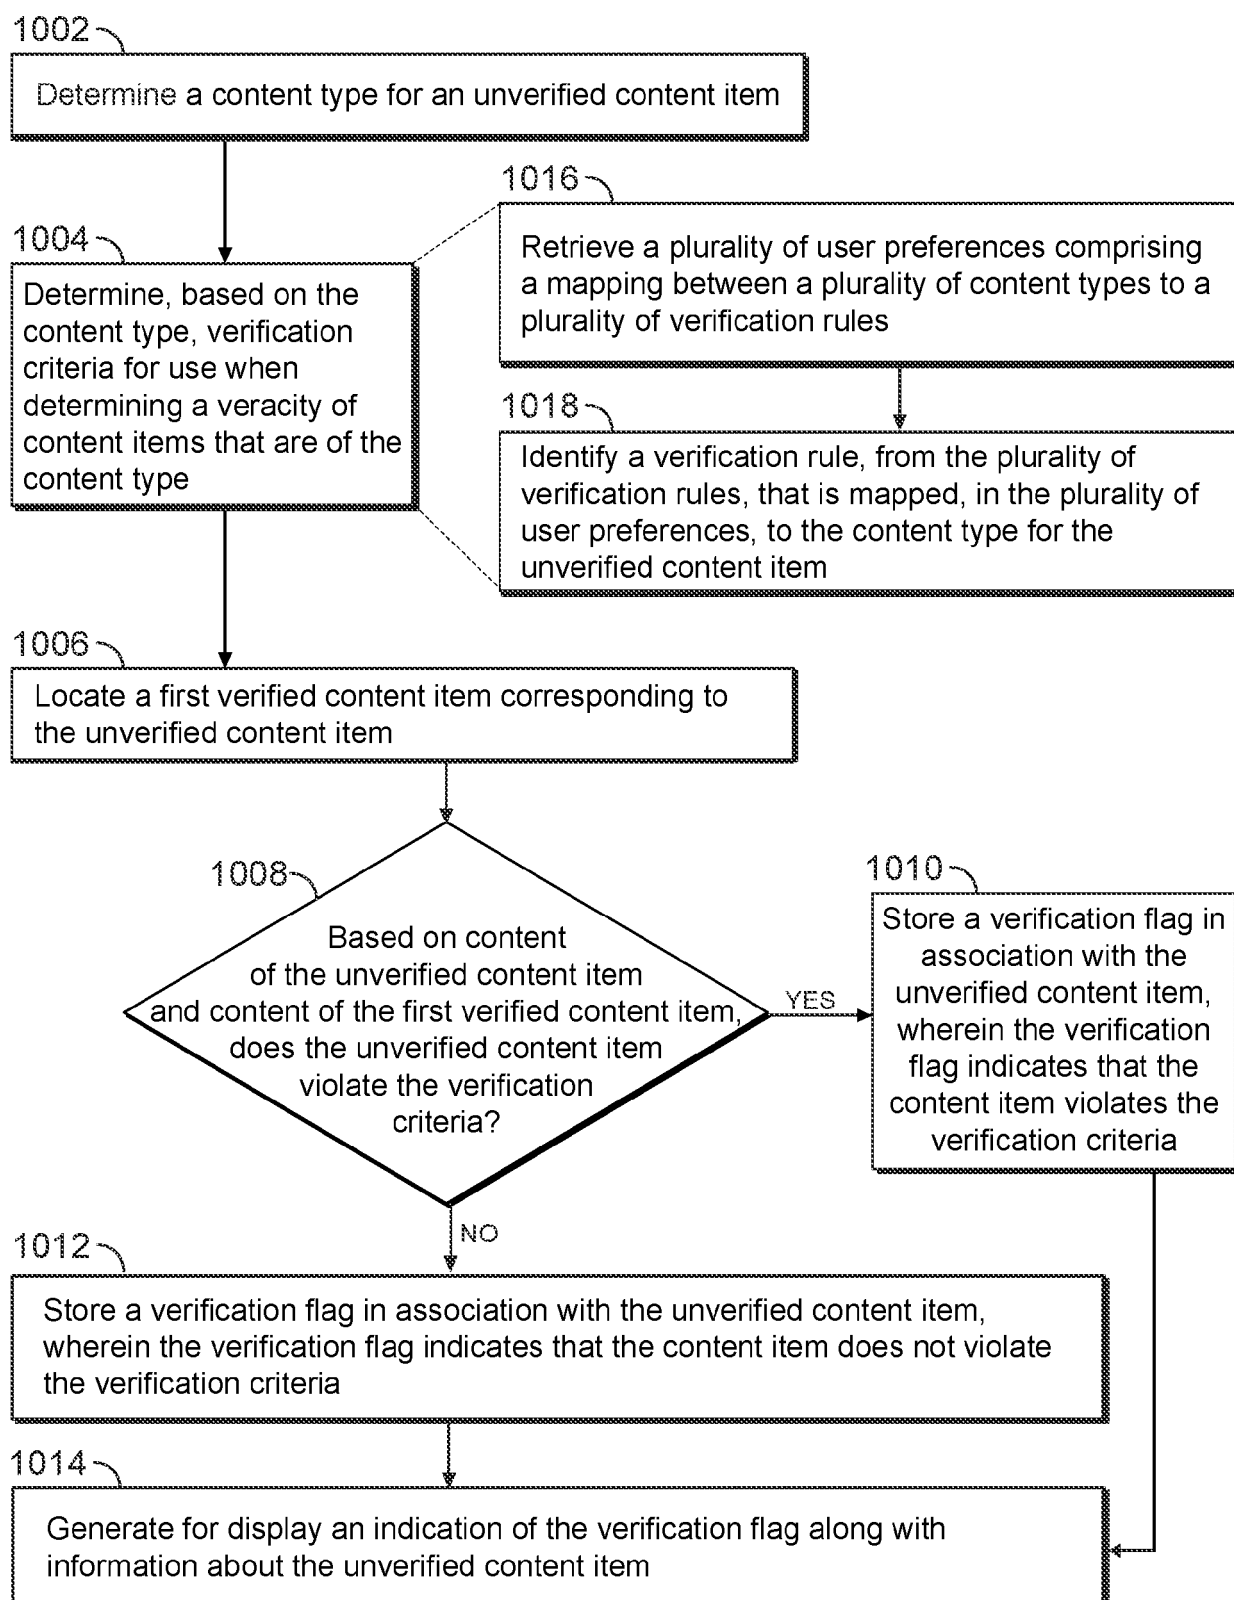 1002
Determine a content type for an unverified content item
1004
Determine, based on the
content type, verification
criteria for use when
determining a veracity of
content items that are of the
content type
1016
Retrieve a plurality of user preferences comprising
a mapping between a plurality of content types to a
plurality of verification rules
1018
Identify a verification rule, from the plurality of
verification rules, that is mapped, in the plurality of
user preferences, to the content type for the
unverified content item
1006
Locate a first verified content item corresponding to
the unverified content item
1008
Based on content
of the unverified content item
and content of the first verified content item,
does the unverified content item
violate the verification
criteria?
YES
1010
Store a verification flag in
association with the
unverified content item,
wherein the verification
flag indicates that the
content item violates the
verification criteria
NO
1012
Store a verification flag in association with the unverified content item,
wherein the verification flag indicates that the content item does not violate
the verification criteria
1014
Generate for display an indication of the verification flag along with
information about the unverified content item